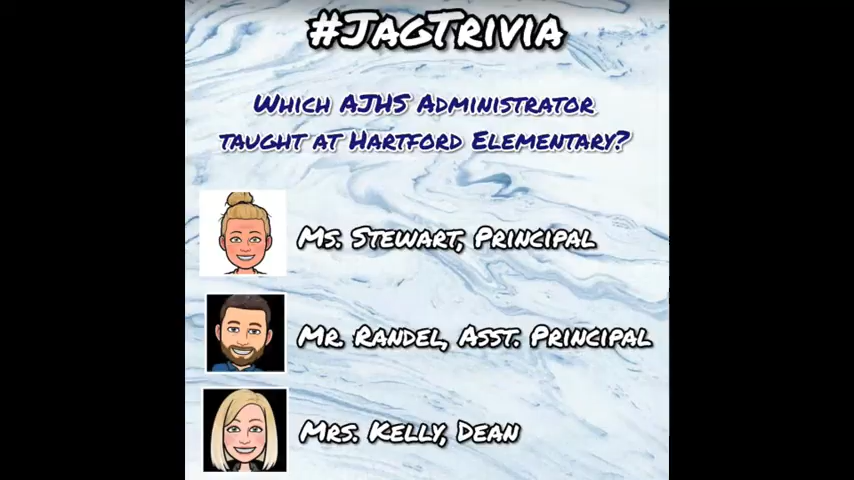 #JagTrivia
Which AJHS Administrator
taught at Hartford Elementary?
Ms. Stewart, Principal
Mr. Randel, Asst. Principal
Mrs. Kelly, Dean